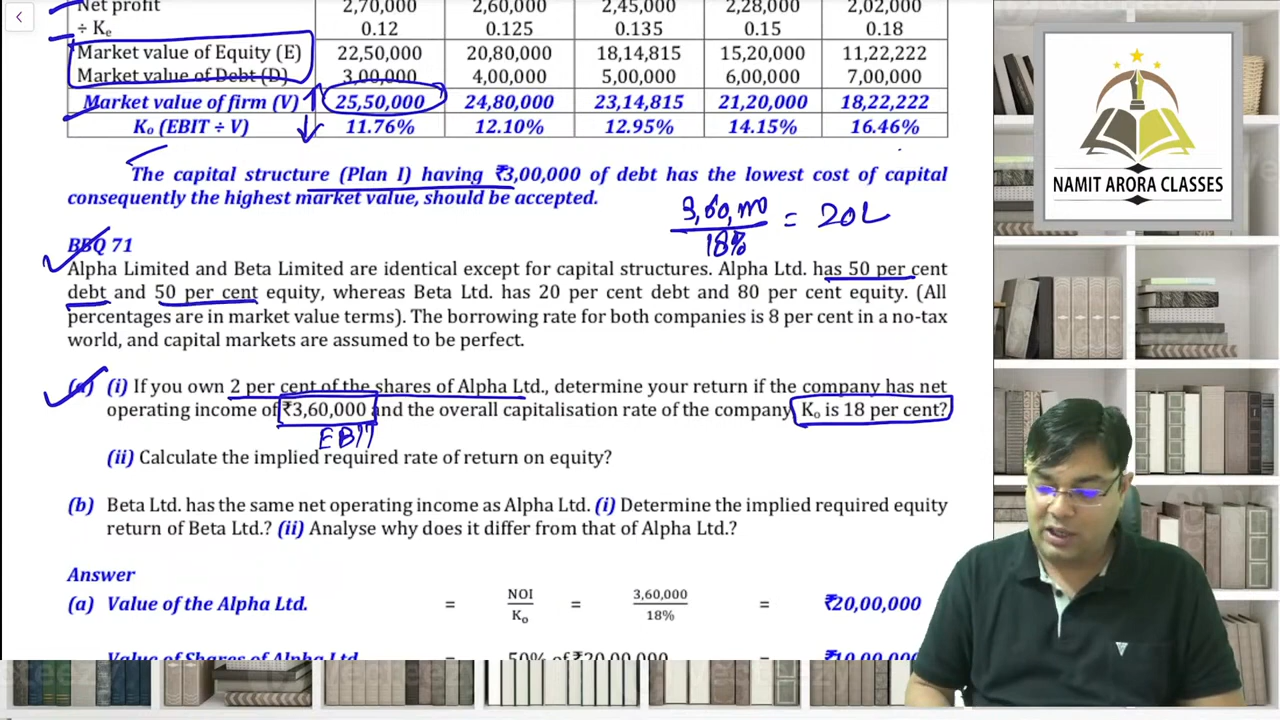 Net profit 2,70,000 2,60,000 2,45,000 2,28,000 2,02,000
÷ Ke 0.12 0.125 0.135 0.15 0.18
Market value of Equity (E) 22,50,000 20,80,000 18,14,815 15,20,000 11,22,222
Market value of Debt (D) 3,00,000 4,00,000 5,00,000 6,00,000 7,00,000
Market value of firm (V) 25,50,000 24,80,000 23,14,815 21,20,000 18,22,222
Ko (EBIT ÷ V) 11.76% 12.10% 12.95% 14.15% 16.46%
NAMIT ARORA CLASSES
The capital structure (Plan I) having ₹3,00,000 of debt has the lowest cost of capital
consequently the highest market value, should be accepted.
3,60,000 / 18% = 20L
BBQ 71
Alpha Limited and Beta Limited are identical except for capital structures. Alpha Ltd. has 50 per cent
debt and 50 per cent equity, whereas Beta Ltd. has 20 per cent debt and 80 per cent equity. (All
percentages are in market value terms). The borrowing rate for both companies is 8 per cent in a no-tax
world, and capital markets are assumed to be perfect.
(a) (i) If you own 2 per cent of the shares of Alpha Ltd., determine your return if the company has net
operating income of ₹3,60,000 and the overall capitalisation rate of the company Ko is 18 per cent?
EBIT
(ii) Calculate the implied required rate of return on equity?
(b) Beta Ltd. has the same net operating income as Alpha Ltd. (i) Determine the implied required equity
return of Beta Ltd.? (ii) Analyse why does it differ from that of Alpha Ltd.?
Answer
(a) Value of the Alpha Ltd. = NOI / Ko = 3,60,000 / 18% = ₹20,00,000
Value of Shares of Alpha Ltd. = 50% of ₹20,00,000 = ₹10,00,000